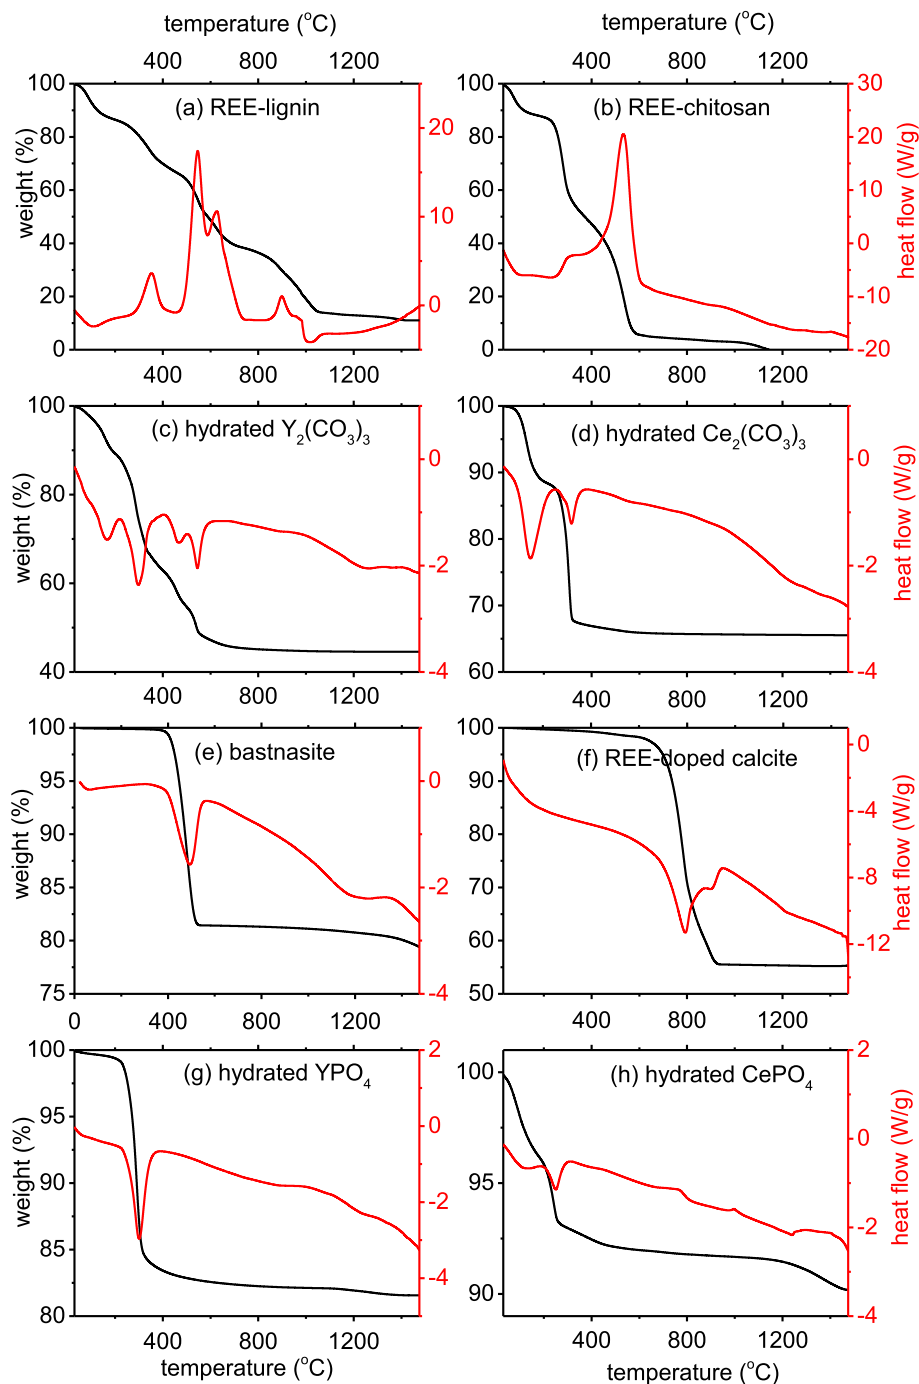 temperature (°C) temperature (°C)
400 800 1200 400 800 1200
100 (a) REE-lignin 20 100 (b) REE-chitosan 30
80 80 20
60 10 60 10
40 40 0
20 0 20 -10
0 0 -20
weight (%) heat flow (W/g)
400 800 1200 400 800 1200
100 (c) hydrated Y₂(CO₃)₃ 0 100 (d) hydrated Ce₂(CO₃)₃ 0
80 90
-2 80 -2
60 70
40 -4 60 -4
weight (%) heat flow (W/g)
400 800 1200 400 800 1200
100 (e) bastnasite 0 100 (f) REE-doped calcite 0
95 90
90 80 -4
85 -2 70 -8
80 60 -12
75 -4 50
weight (%) heat flow (W/g)
0 400 800 1200 400 800 1200
100 (g) hydrated YPO₄ 2 100 (h) hydrated CePO₄ 2
95 0 0
90 95
-2 -2
85 90
80 -4 -4
weight (%) heat flow (W/g)
400 800 1200 400 800 1200
temperature (°C) temperature (°C)